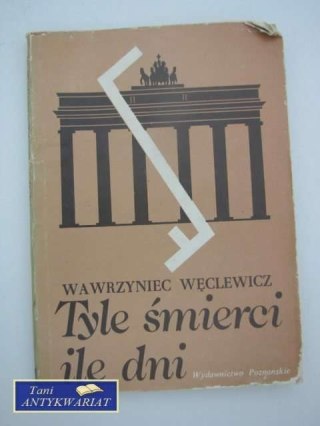 WAWRZYNIEC WĘCLEWICZ
Tyle śmierci
ile dni
Wydawnictwo Poznańskie
Tani
ANTYKWARIAT